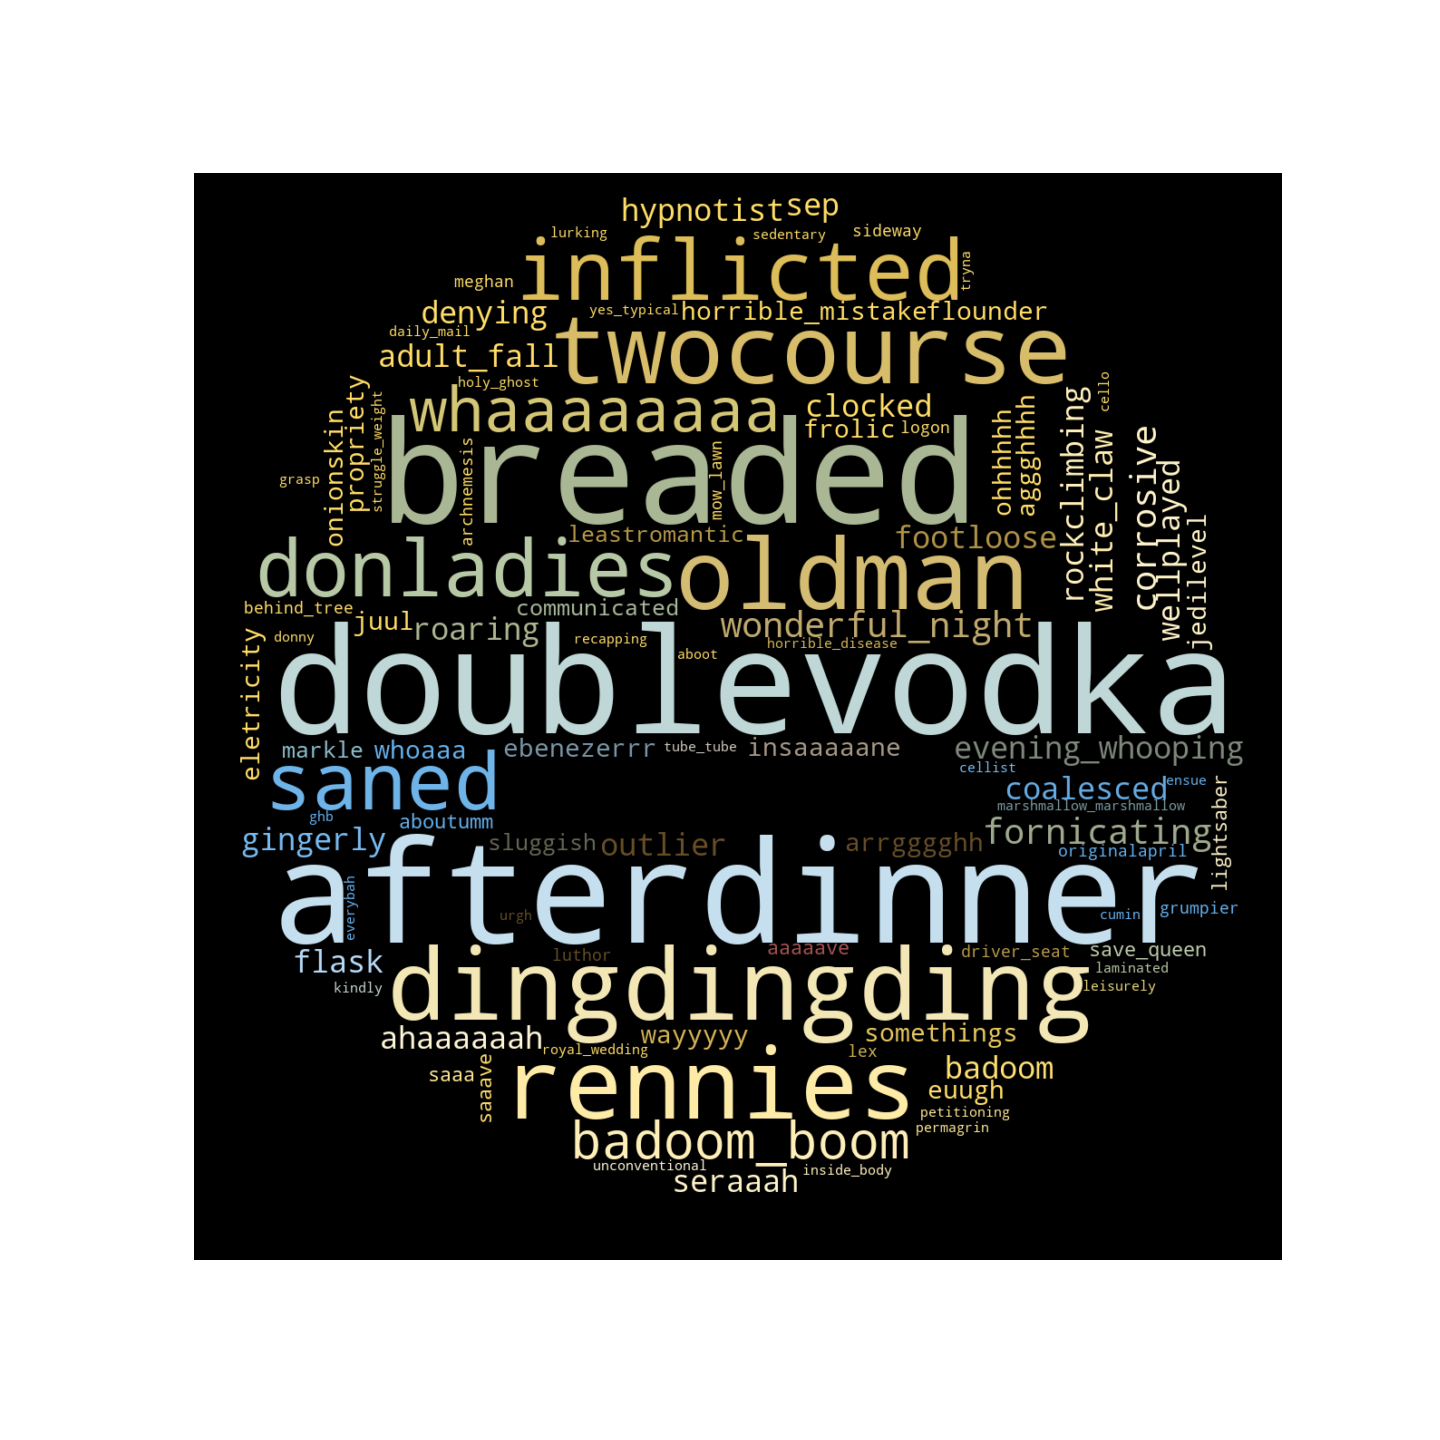 hypnotist sep
lurking sedentary sideway
inflicted
tryna
meghan
denying yes_typical horrible_mistakeflounder
daily_mail
twocourse
adult_fall
holy_ghost
whaaaaaaaa clocked
frolic logon
propriety
struggle_weight
onionskin
grasp
archnemesis
breaded
mow_lawn
ohhhhhh
aggghhhh
rockclimbing
cello
white_claw
corrosive
wellplayed
jedilevel
leastromantic footloose
donladies oldman
behind_tree communicated
juul roaring wonderful_night
donny recapping horrible_disease
aboot
eletricity
doublevodka
markle whoaaa ebenezerrr tube_tube insaaaaane evening_whooping
cellist
saned coalesced ensue
ghb marshmallow_marshmallow
aboutumm
lightsaber
gingerly sluggish outlier arrgggghh fornicating
originalapril
afterdinner
everybah
urgh cumin grumpier
flask luthor aaaaave driver_seat save_queen
laminated
kindly dingdingding leisurely
ahaaaaaah wayyyyy somethings
royal_wedding lex
saaa badoom
saaave
rennies euugh
petitioning
permagrin
badoom_boom
unconventional inside_body
seraaah